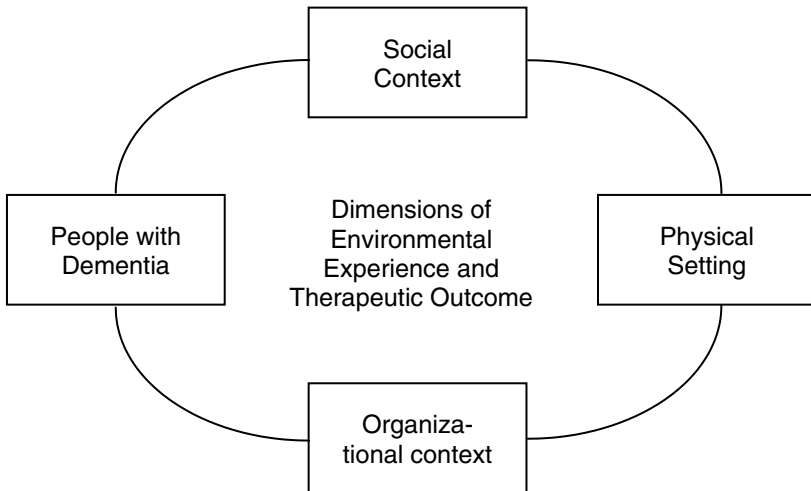 Social
Context
People with
Dementia
Dimensions of
Environmental
Experience and
Therapeutic Outcome
Physical
Setting
Organiza-
tional context